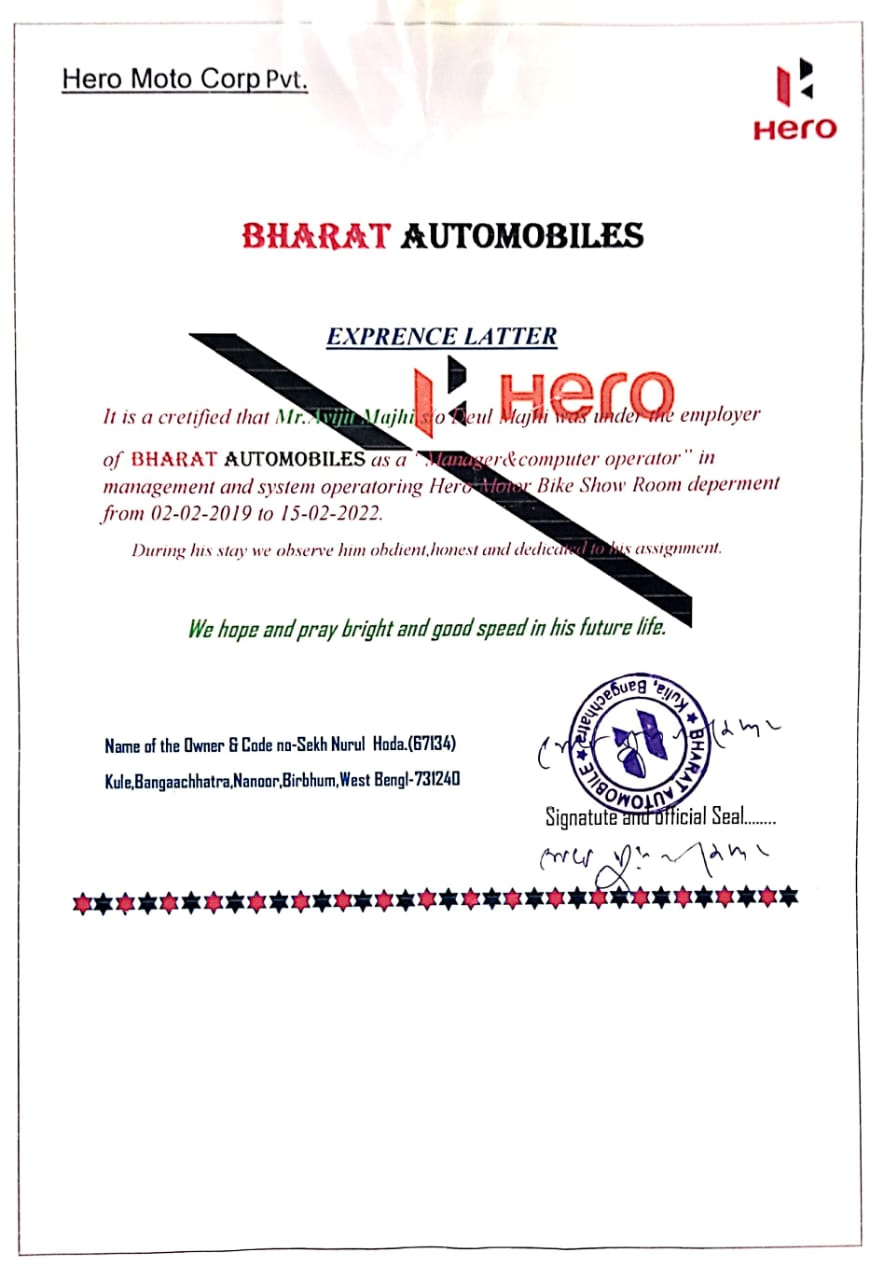 Hero Moto Corp Pvt.
Hero
BHARAT AUTOMOBILES
EXPRENCE LATTER
Hero
It is a cretified that Mr.Avijit Majhi s/o Deul Majhi was under the employer
of BHARAT AUTOMOBILES as a "Manager&computer operator" in
management and system operatoring Hero Motor Bike Show Room deperment
from 02-02-2019 to 15-02-2022.
During his stay we observe him obdient,honest and dedicated to his assignment.
We hope and pray bright and good speed in his future life.
Name of the Owner & Code no-Sekh Nurul Hoda.(67134)
Kule,Bangaachhatra,Nanoor,Birbhum,West Bengl-731240
★ BHARAT AUTOMOBILE ★ Kulia, Bangachhatra
Signatute and official Seal........